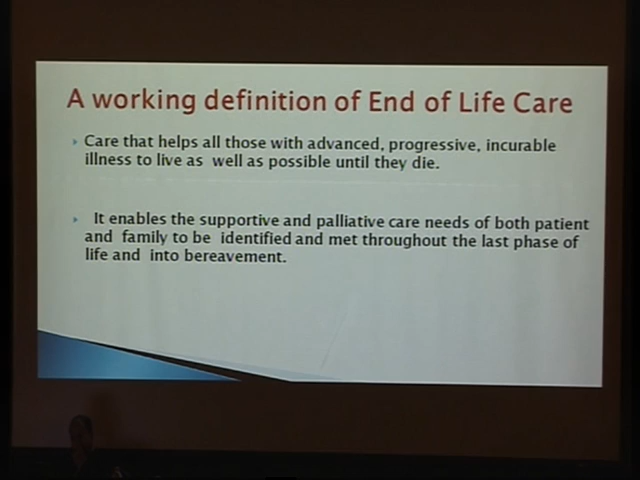 A working definition of End of Life Care
Care that helps all those with advanced, progressive, incurable
illness to live as well as possible until they die.
It enables the supportive and palliative care needs of both patient
and family to be identified and met throughout the last phase of
life and into bereavement.